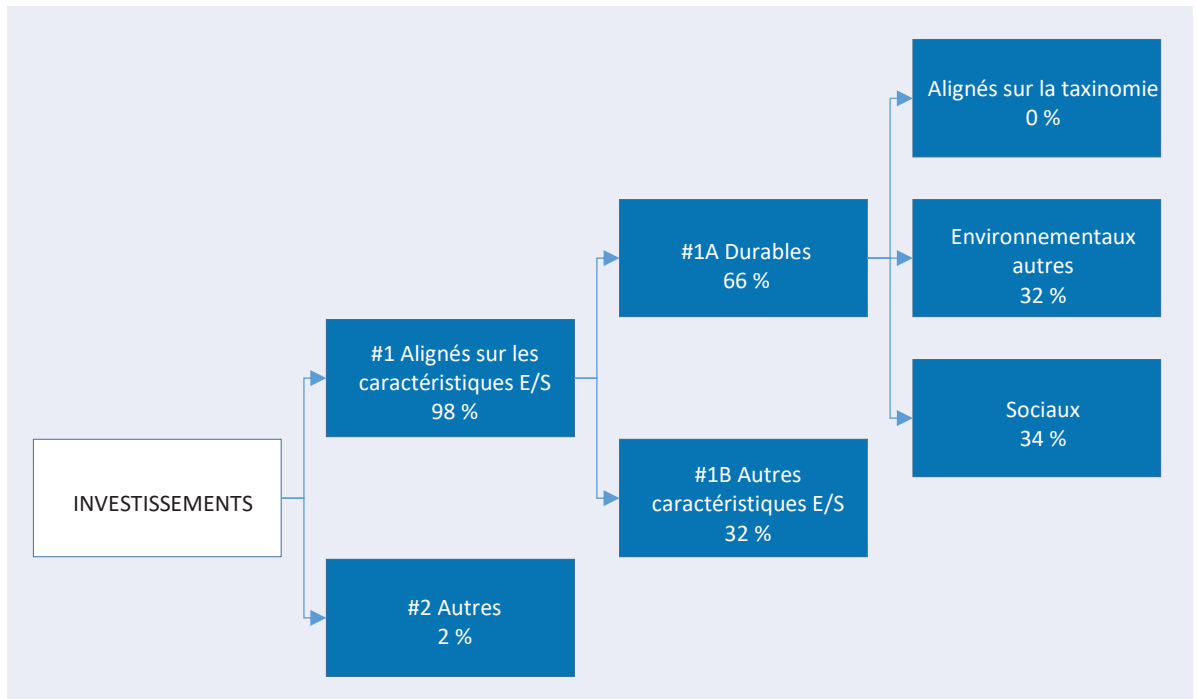 INVESTISSEMENTS
#1 Alignés sur les
caractéristiques E/S
98 %
#2 Autres
2 %
#1A Durables
66 %
#1B Autres
caractéristiques E/S
32 %
Alignés sur la taxinomie
0 %
Environnementaux
autres
32 %
Sociaux
34 %